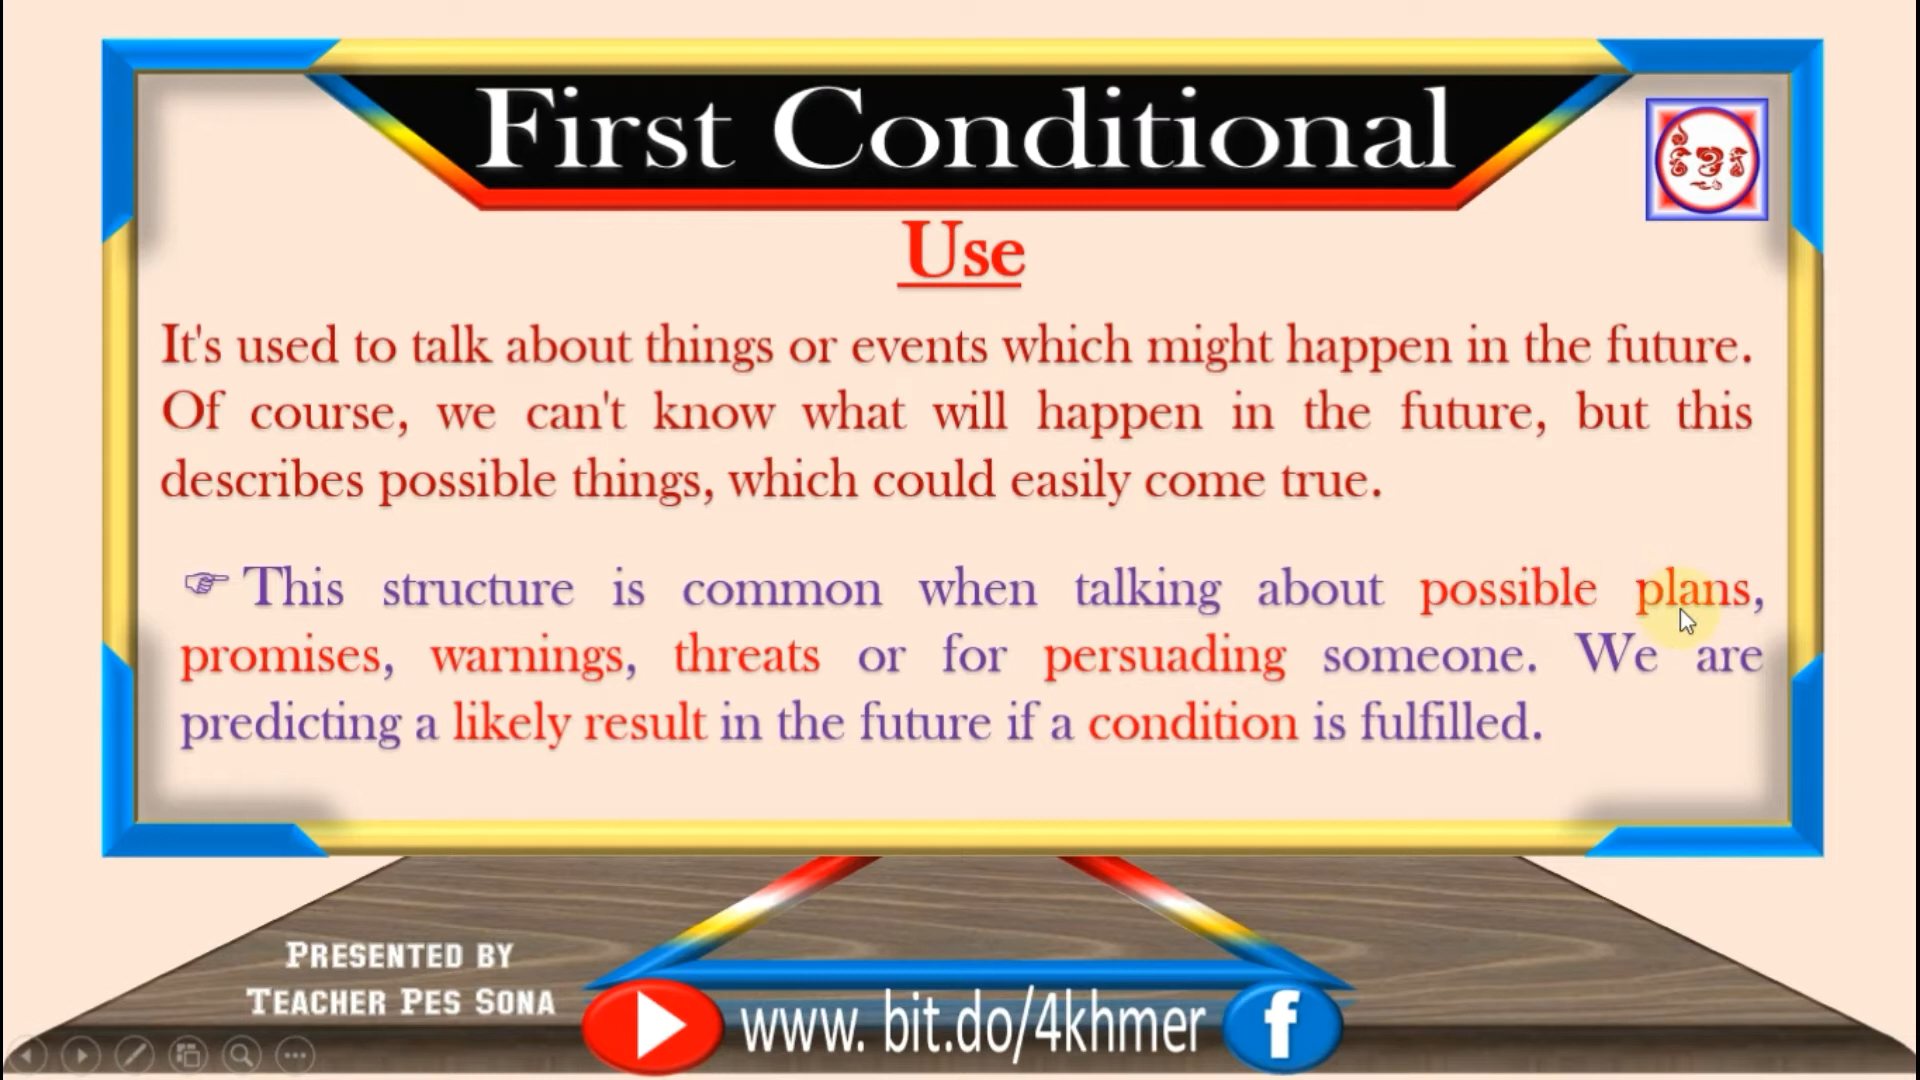 First Conditional
Use
It's used to talk about things or events which might happen in the future.
Of course, we can't know what will happen in the future, but this
describes possible things, which could easily come true.
☞ This structure is common when talking about possible plans,
promises, warnings, threats or for persuading someone. We are
predicting a likely result in the future if a condition is fulfilled.
PRESENTED BY
TEACHER PES SONA
www. bit.do/4khmer